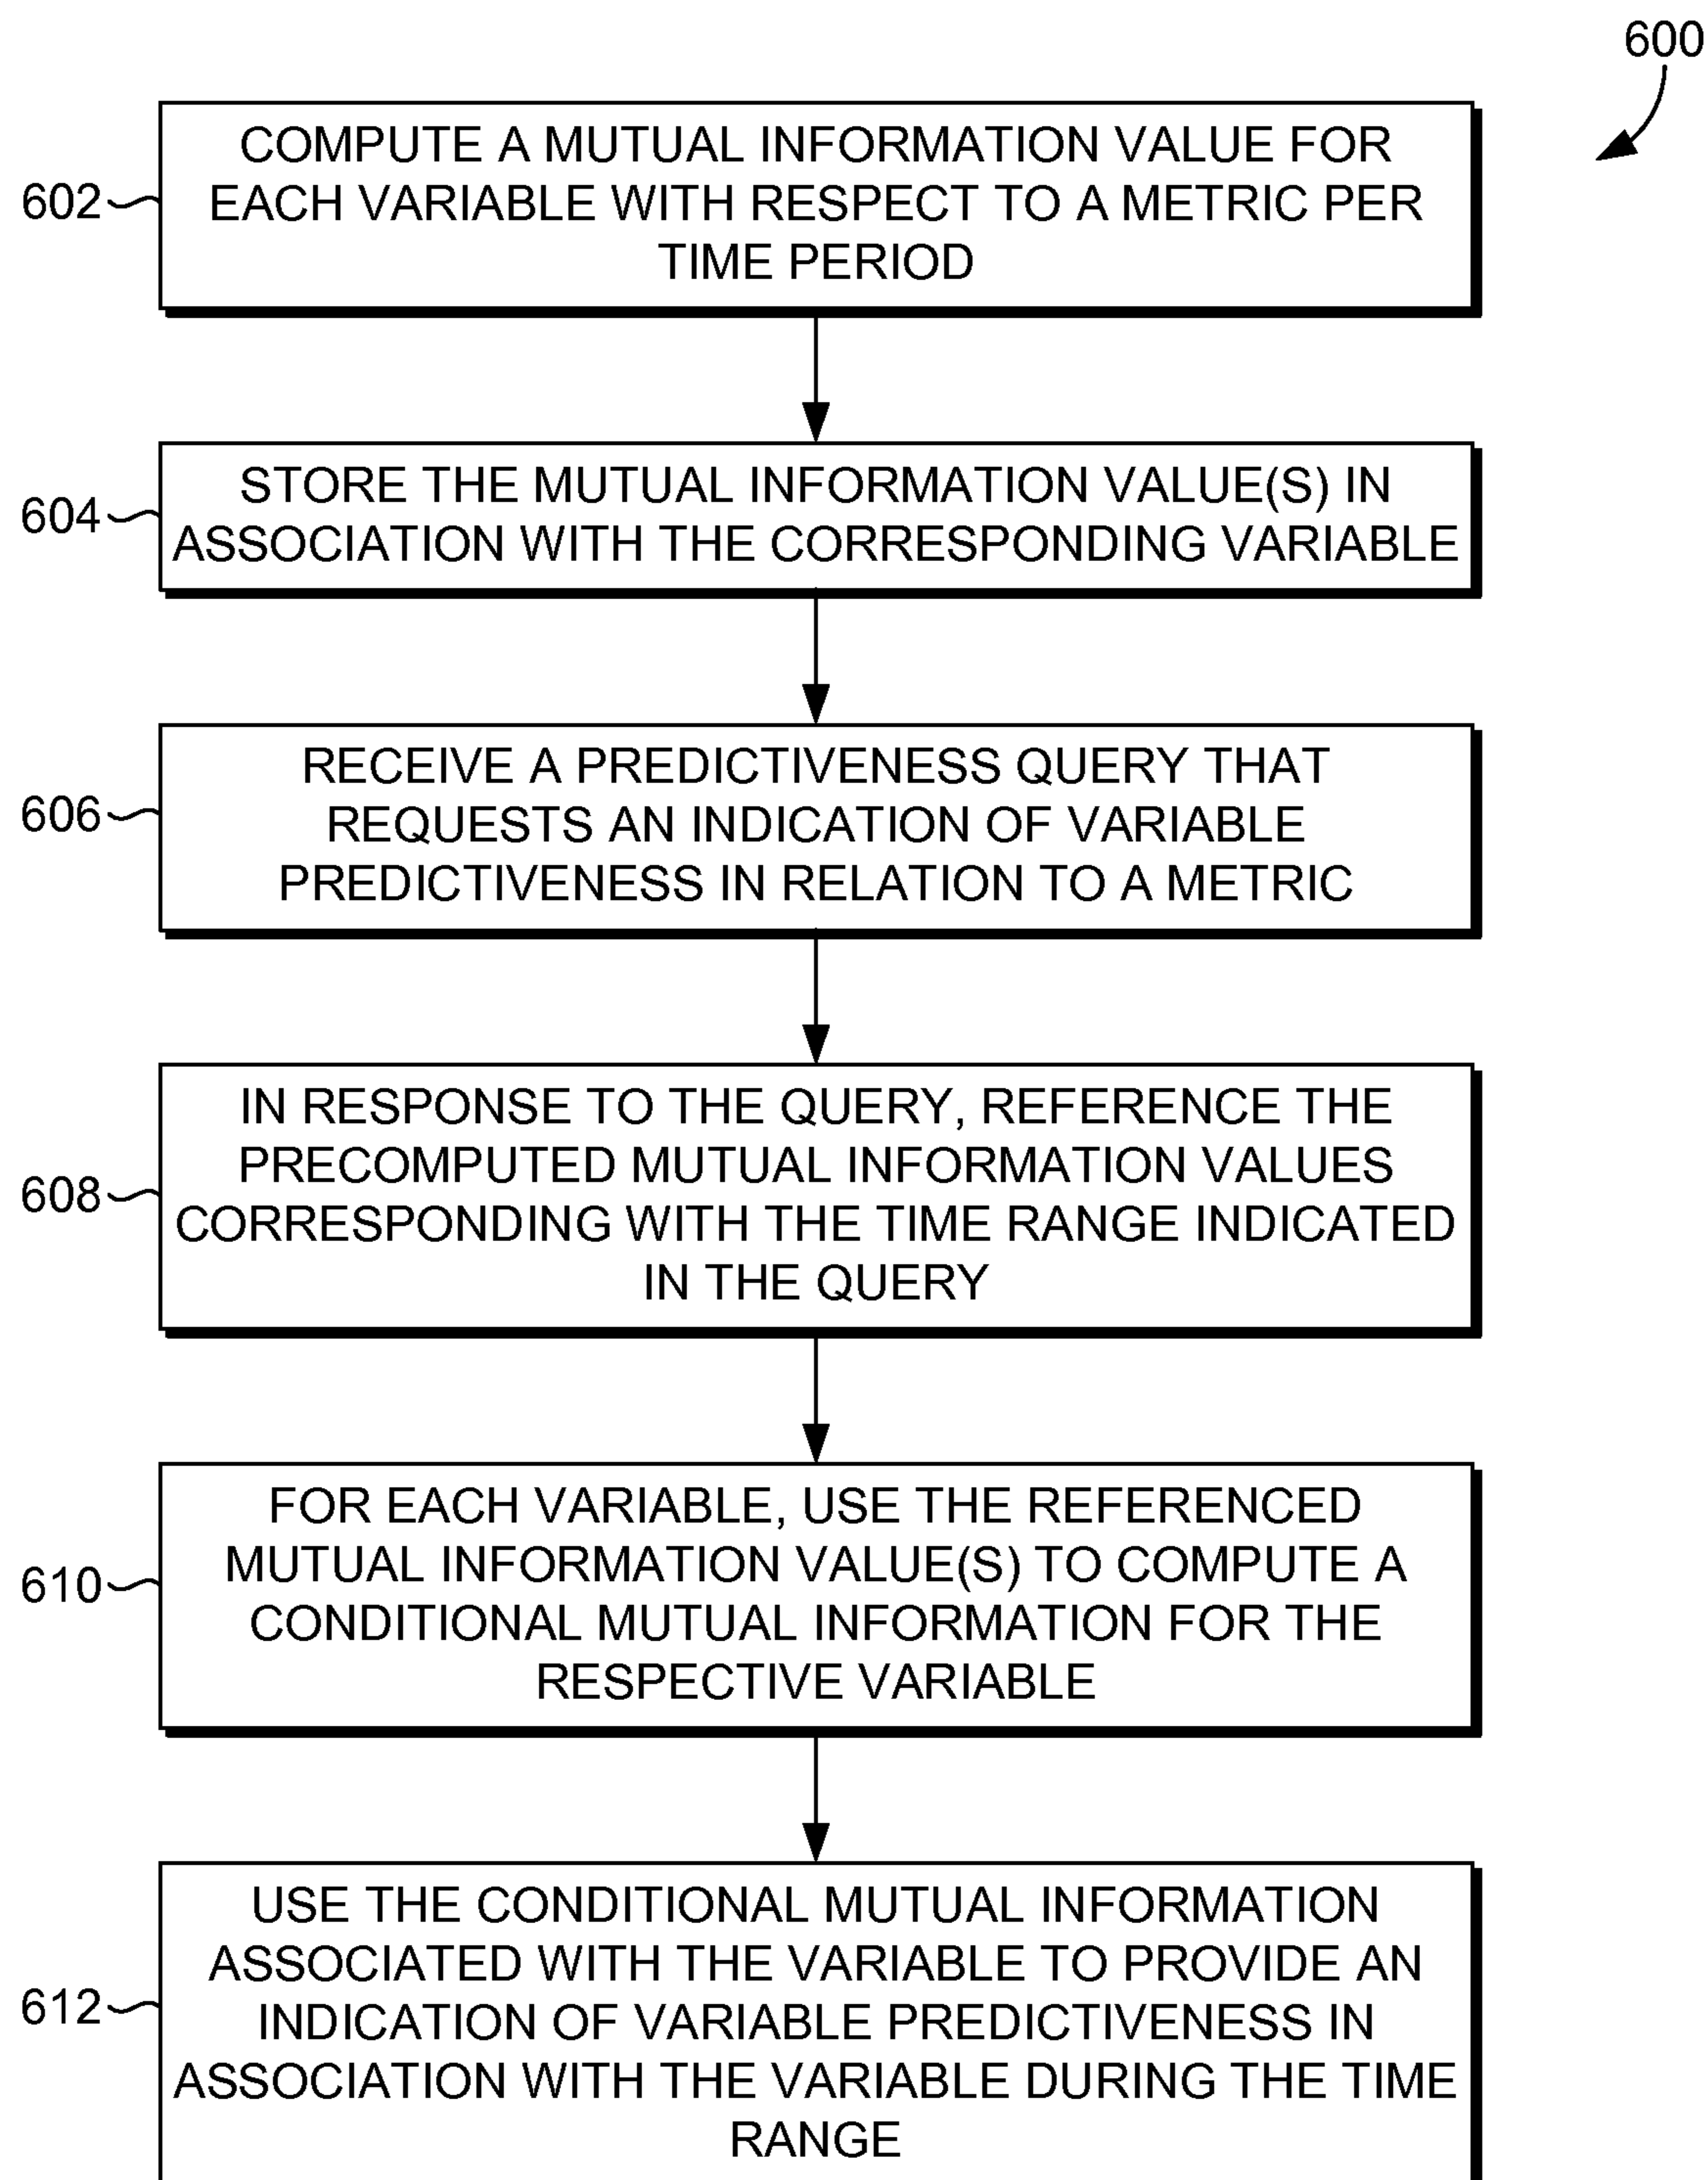 600
COMPUTE A MUTUAL INFORMATION VALUE FOR
EACH VARIABLE WITH RESPECT TO A METRIC PER
TIME PERIOD
602
STORE THE MUTUAL INFORMATION VALUE(S) IN
ASSOCIATION WITH THE CORRESPONDING VARIABLE
604
RECEIVE A PREDICTIVENESS QUERY THAT
REQUESTS AN INDICATION OF VARIABLE
PREDICTIVENESS IN RELATION TO A METRIC
606
IN RESPONSE TO THE QUERY, REFERENCE THE
PRECOMPUTED MUTUAL INFORMATION VALUES
CORRESPONDING WITH THE TIME RANGE INDICATED
IN THE QUERY
608
FOR EACH VARIABLE, USE THE REFERENCED
MUTUAL INFORMATION VALUE(S) TO COMPUTE A
CONDITIONAL MUTUAL INFORMATION FOR THE
RESPECTIVE VARIABLE
610
USE THE CONDITIONAL MUTUAL INFORMATION
ASSOCIATED WITH THE VARIABLE TO PROVIDE AN
INDICATION OF VARIABLE PREDICTIVENESS IN
ASSOCIATION WITH THE VARIABLE DURING THE TIME
RANGE
612